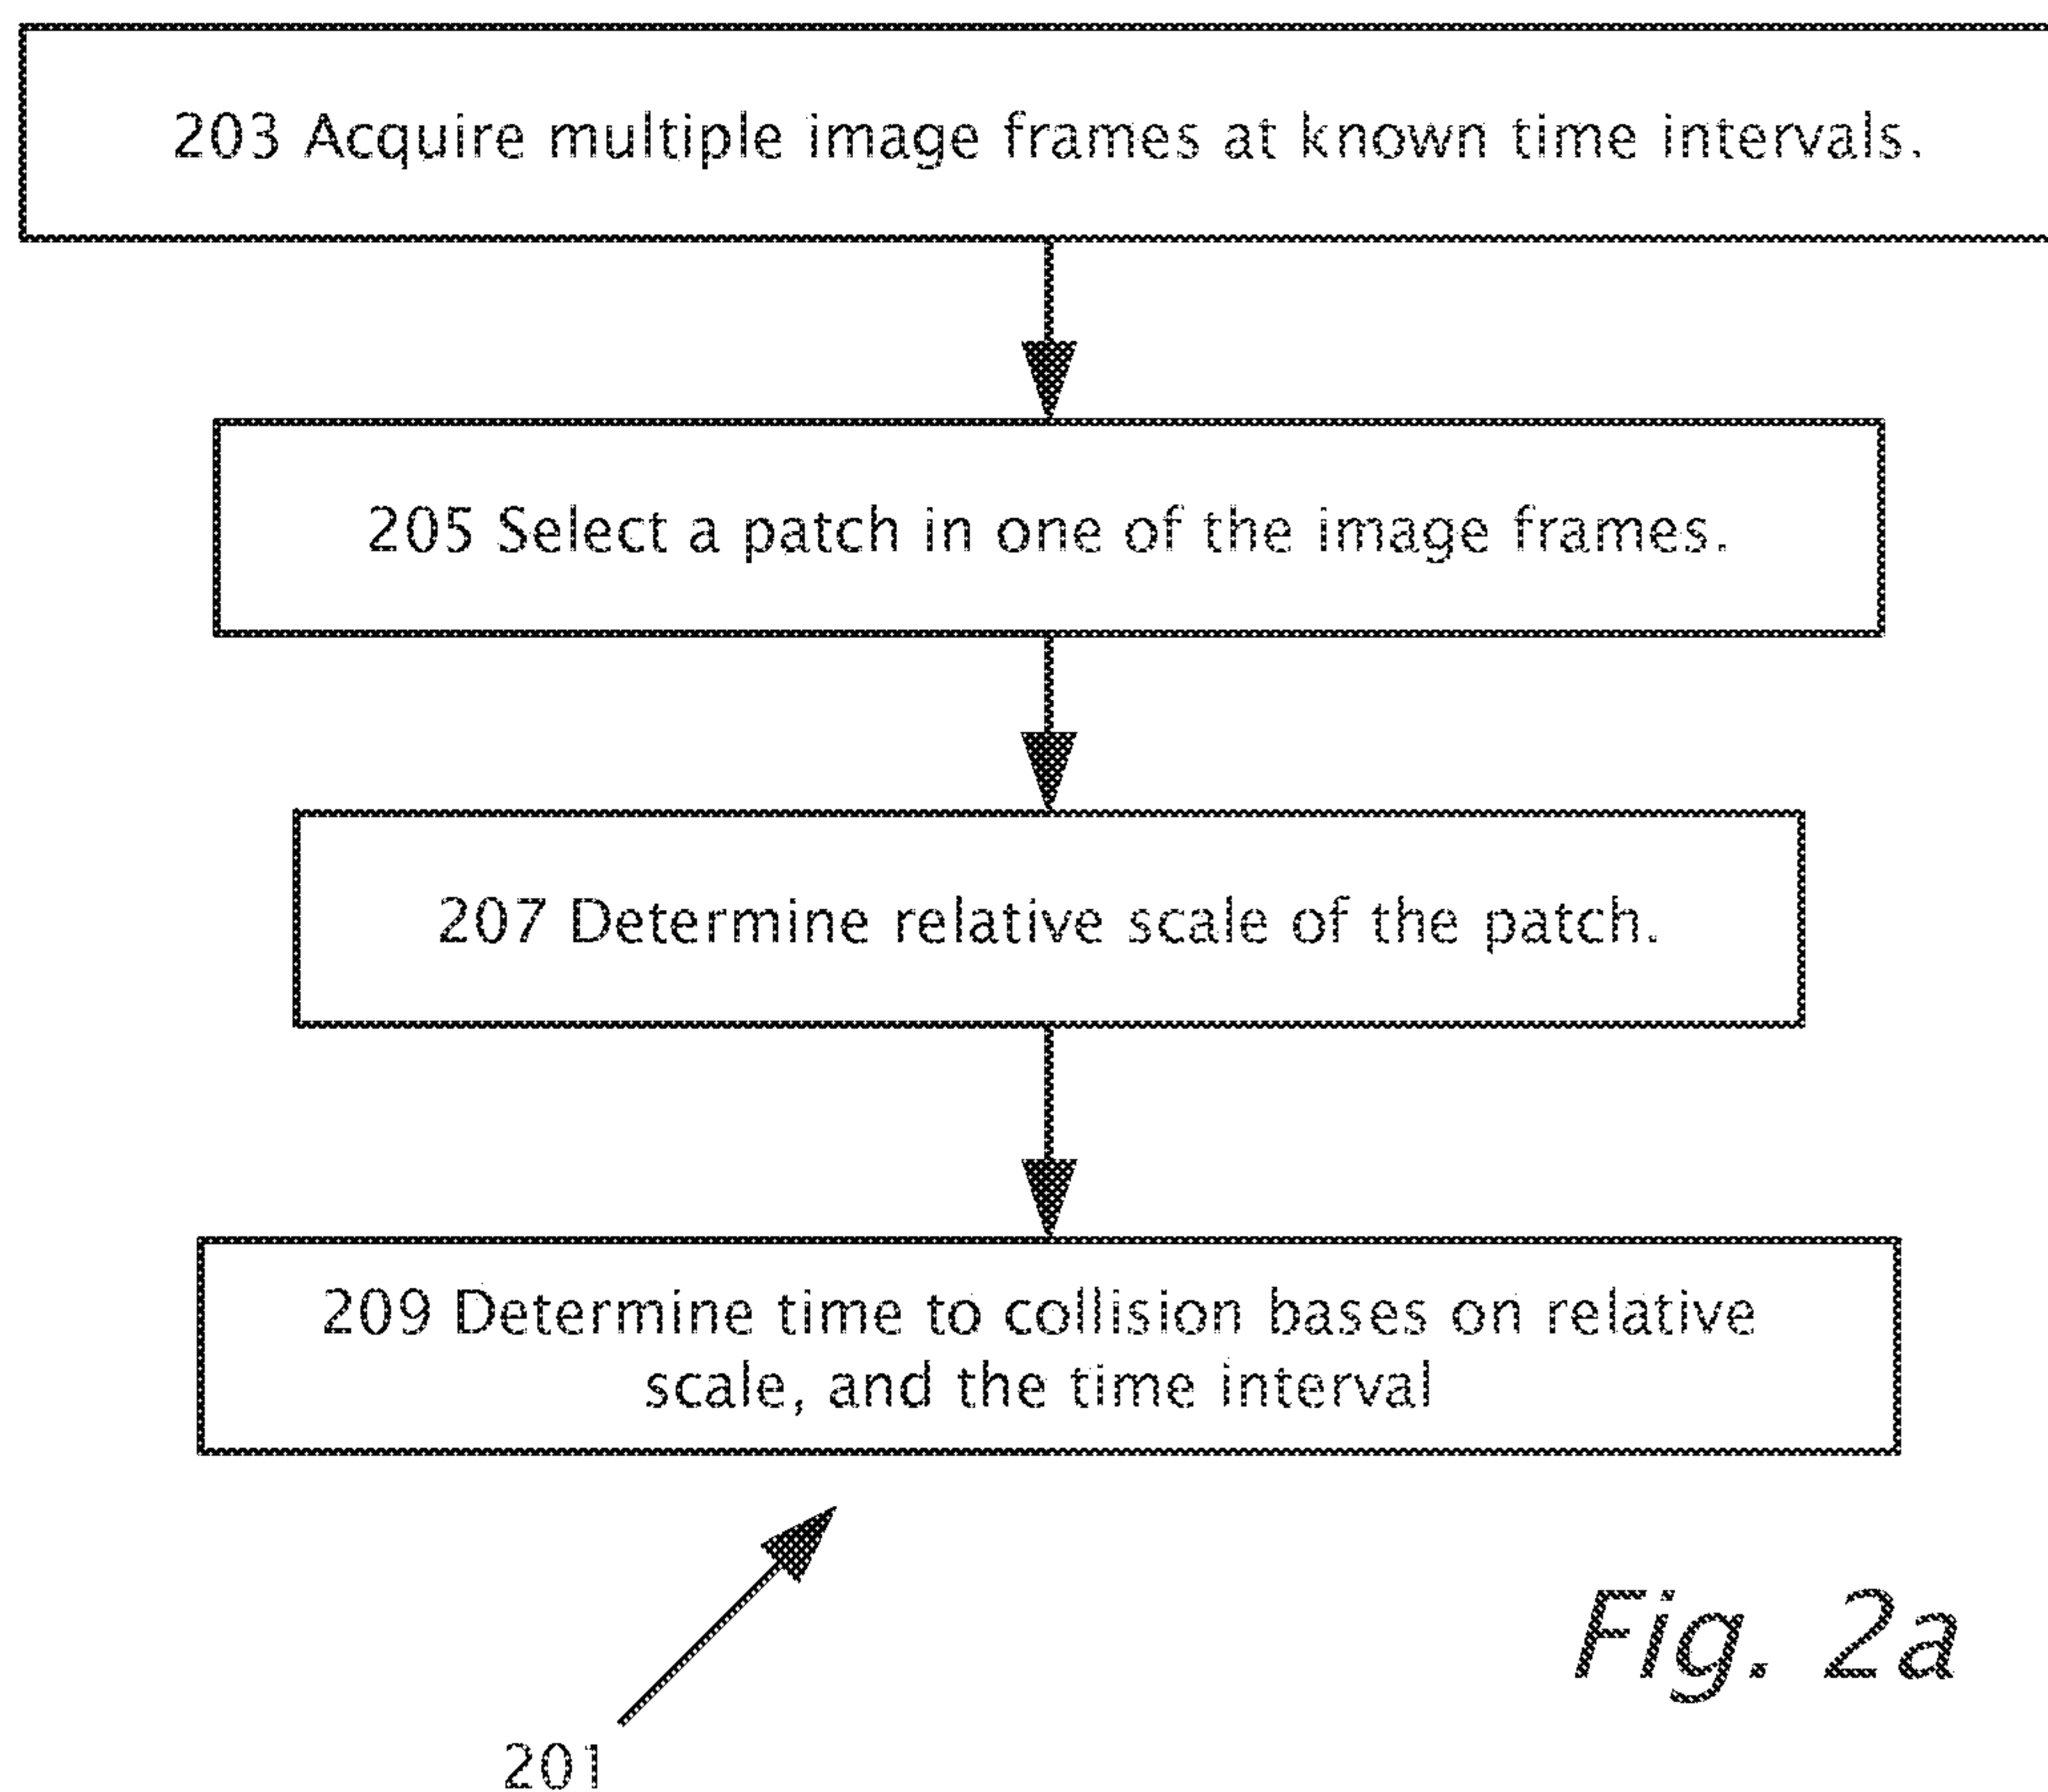 203 Acquire multiple image frames at known time intervals.
205 Select a patch in one of the image frames.
207 Determine relative scale of the patch.
209 Determine time to collision bases on relative
scale, and the time interval
201
Fig. 2a